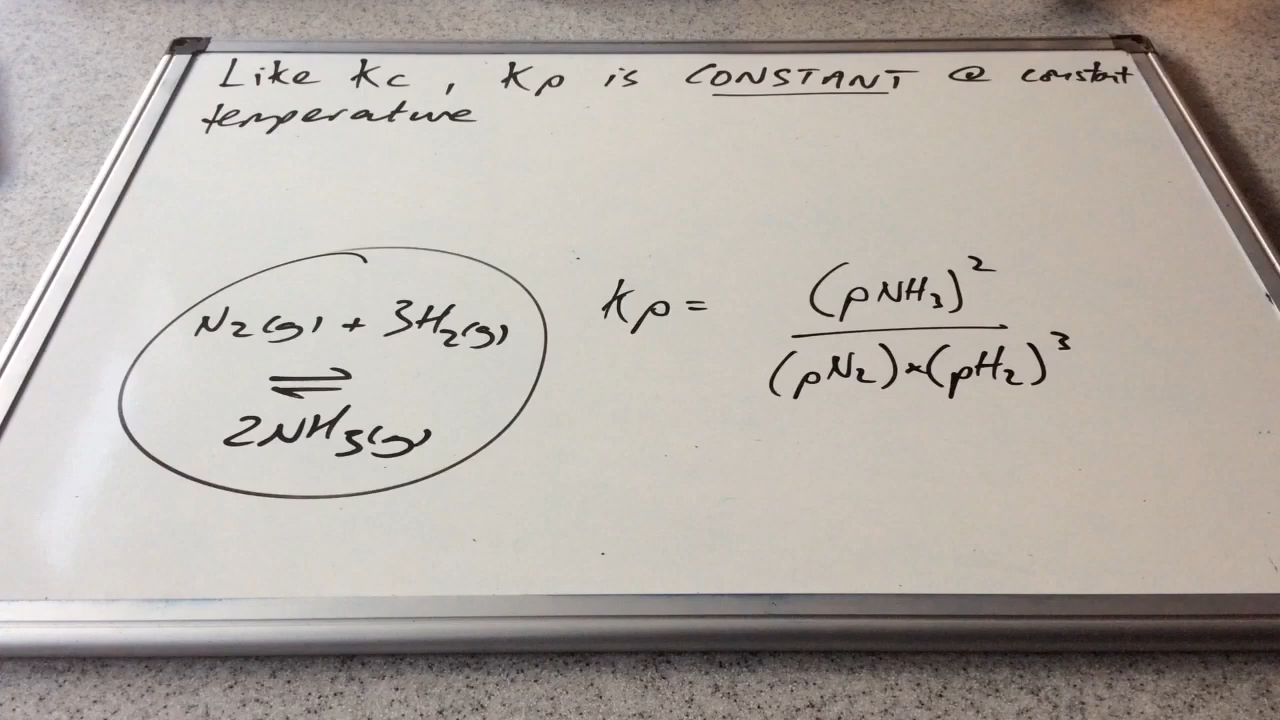 Like Kc, Kp is CONSTANT @ constant
temperature
N₂(g) + 3H₂(g)
⇌
2NH₃(g)
Kp = (pNH₃)²
(pN₂)×(pH₂)³